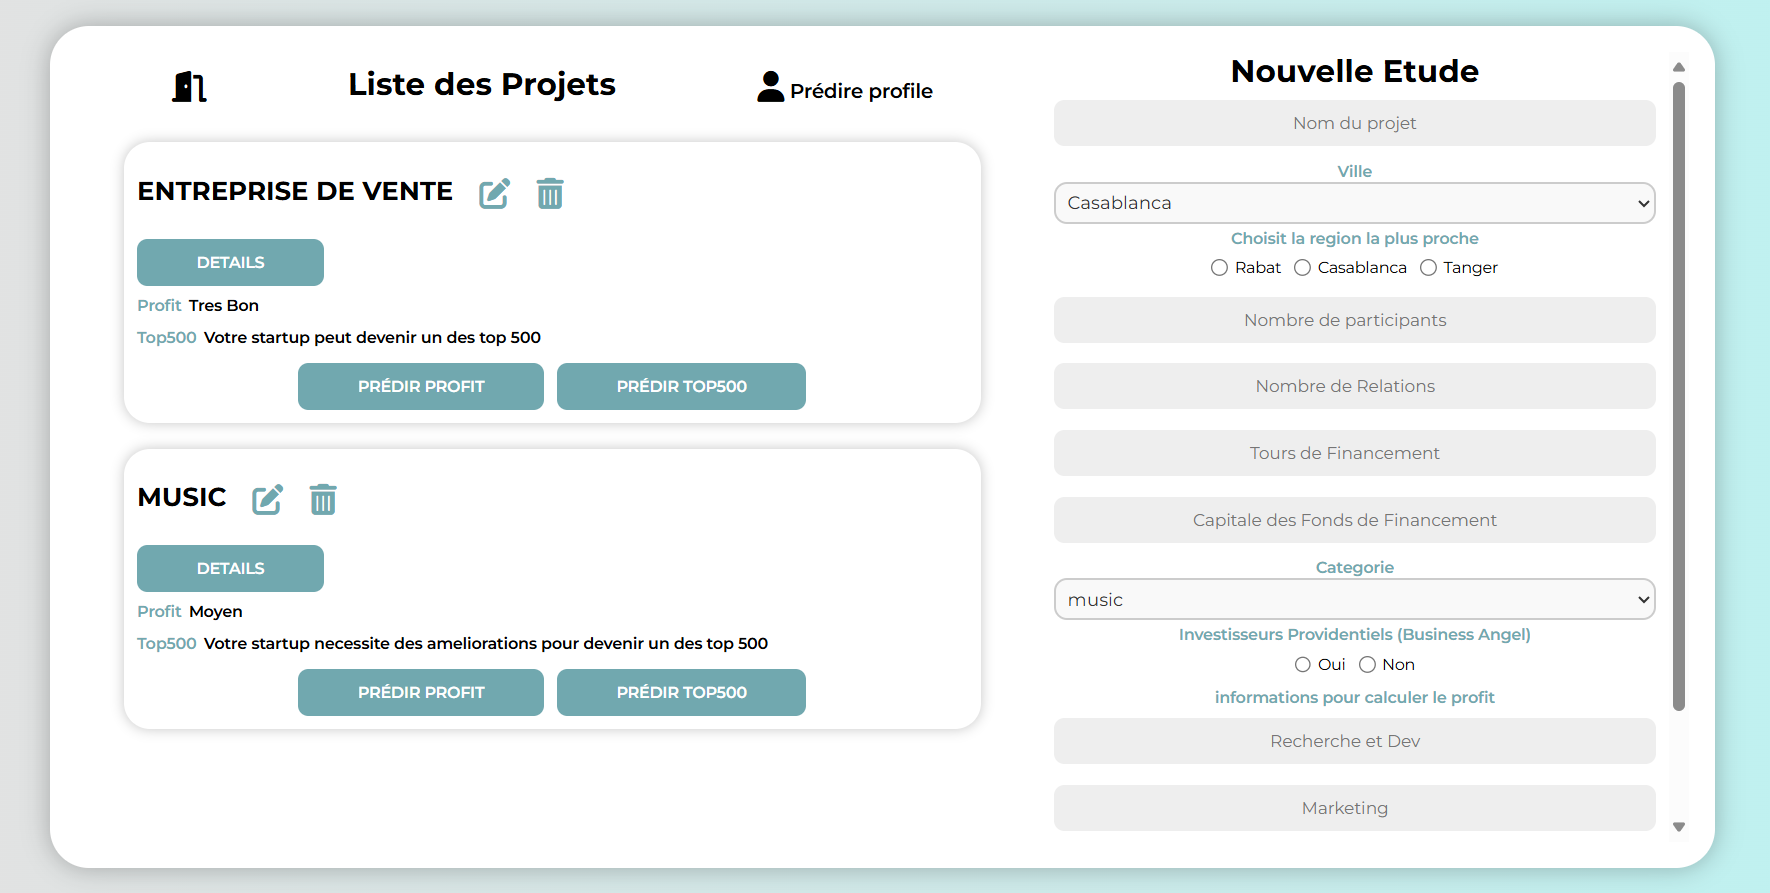 Liste des Projets
Prédire profile
ENTREPRISE DE VENTE
DETAILS
Profit Tres Bon
Top500 Votre startup peut devenir un des top 500
PRÉDIR PROFIT PRÉDIR TOP500
MUSIC
DETAILS
Profit Moyen
Top500 Votre startup necessite des ameliorations pour devenir un des top 500
PRÉDIR PROFIT PRÉDIR TOP500
Nouvelle Etude
Nom du projet
Ville
Casablanca
Choisit la region la plus proche
Rabat Casablanca Tanger
Nombre de participants
Nombre de Relations
Tours de Financement
Capitale des Fonds de Financement
Categorie
music
Investisseurs Providentiels (Business Angel)
Oui Non
informations pour calculer le profit
Recherche et Dev
Marketing